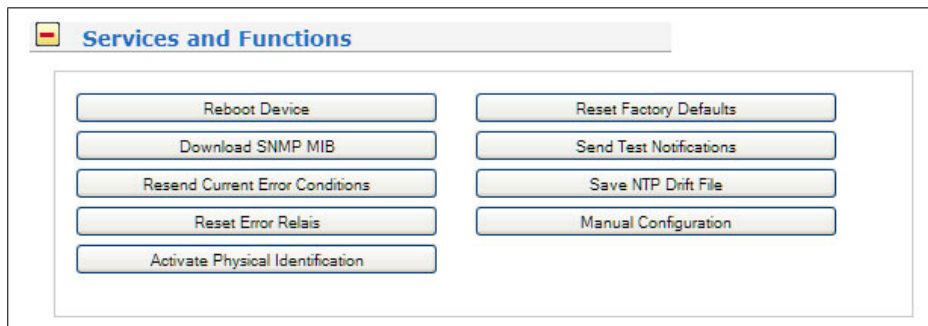 Services and Functions
Reboot Device
Reset Factory Defaults
Download SNMP MIB
Send Test Notifications
Resend Current Error Conditions
Save NTP Drift File
Reset Error Relais
Manual Configuration
Activate Physical Identification